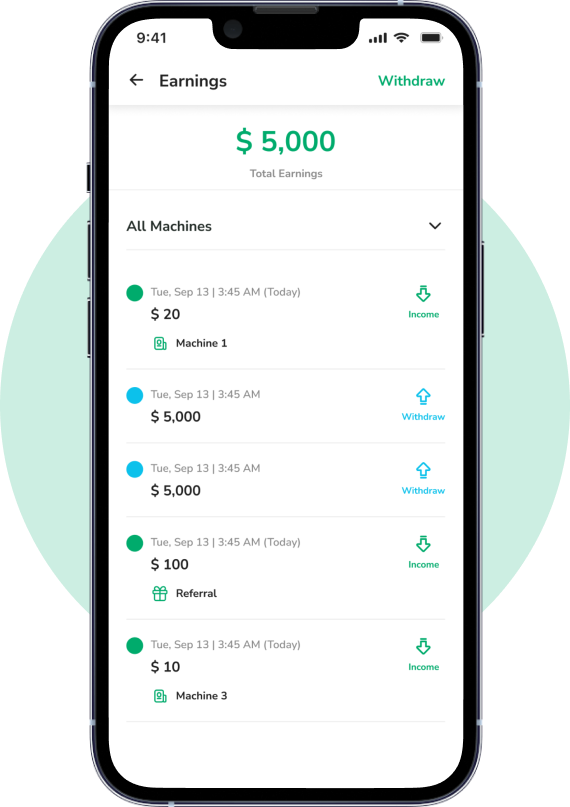 9:41
Earnings
Withdraw
$ 5,000
Total Earnings
All Machines
Tue, Sep 13 | 3:45 AM (Today)
$ 20
Income
Machine 1
Tue, Sep 13 | 3:45 AM
$ 5,000
Withdraw
Tue, Sep 13 | 3:45 AM
$ 5,000
Withdraw
Tue, Sep 13 | 3:45 AM (Today)
$ 100
Income
Referral
Tue, Sep 13 | 3:45 AM (Today)
$ 10
Income
Machine 3